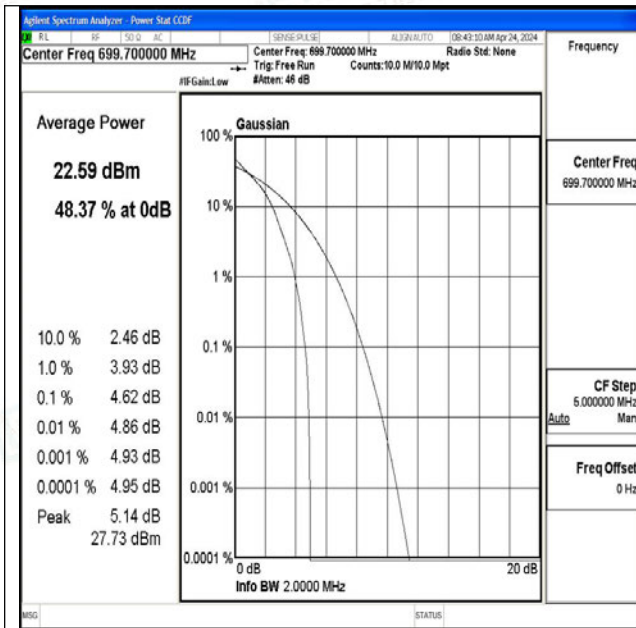 Agilent Spectrum Analyzer - Power Stat CCDF
RL RF 50 Ω AC SENSE:PULSE ALIGN AUTO 08:43:10 AM Apr 24, 2024
Center Freq 699.700000 MHz
Center Freq: 699.700000 MHz Radio Std: None
Trig: Free Run Counts:10.0 M/10.0 Mpt
#IFGain:Low #Atten: 46 dB
Frequency
Average Power
22.59 dBm
48.37 % at 0dB
10.0 % 2.46 dB
1.0 % 3.93 dB
0.1 % 4.62 dB
0.01 % 4.86 dB
0.001 % 4.93 dB
0.0001 % 4.95 dB
Peak 5.14 dB
27.73 dBm
Gaussian
100 %
10 %
1 %
0.1 %
0.01 %
0.001 %
0.0001 %
0 dB 20 dB
Info BW 2.0000 MHz
Center Freq
699.700000 MHz
CF Step
5.000000 MHz
Auto Man
Freq Offset
0 Hz
MSG STATUS